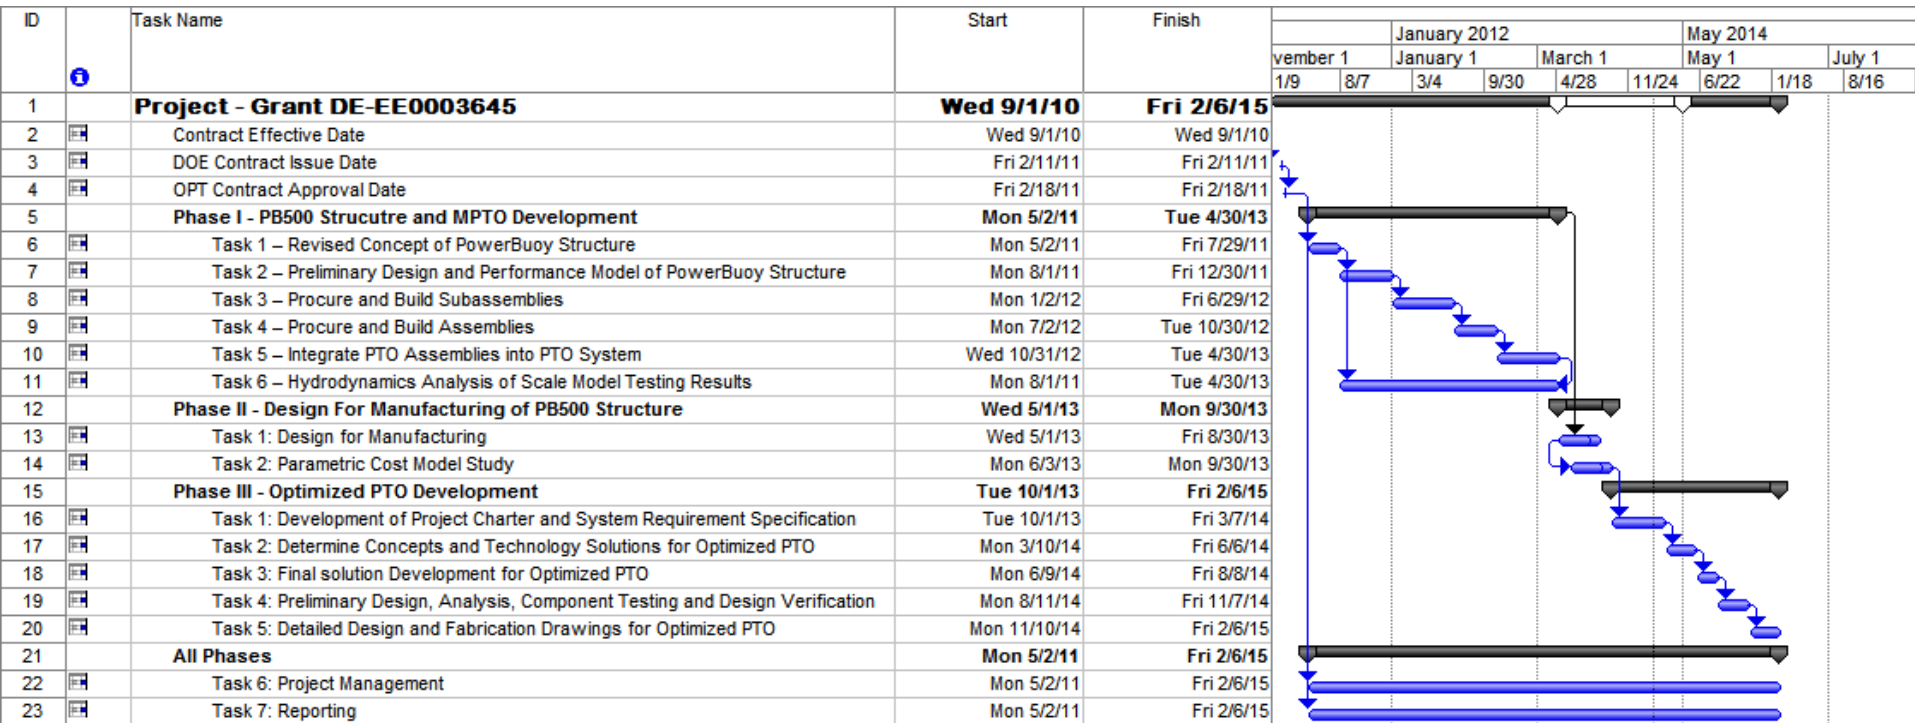 ID Task Name Start Finish
January 2012 May 2014
vember 1 January 1 March 1 May 1 July 1
1/9 8/7 3/4 9/30 4/28 11/24 6/22 1/18 8/16
1 Project - Grant DE-EE0003645 Wed 9/1/10 Fri 2/6/15
2 Contract Effective Date Wed 9/1/10 Wed 9/1/10
3 DOE Contract Issue Date Fri 2/11/11 Fri 2/11/11
4 OPT Contract Approval Date Fri 2/18/11 Fri 2/18/11
5 Phase I - PB500 Strucutre and MPTO Development Mon 5/2/11 Tue 4/30/13
6 Task 1 – Revised Concept of PowerBuoy Structure Mon 5/2/11 Fri 7/29/11
7 Task 2 – Preliminary Design and Performance Model of PowerBuoy Structure Mon 8/1/11 Fri 12/30/11
8 Task 3 – Procure and Build Subassemblies Mon 1/2/12 Fri 6/29/12
9 Task 4 – Procure and Build Assemblies Mon 7/2/12 Tue 10/30/12
10 Task 5 – Integrate PTO Assemblies into PTO System Wed 10/31/12 Tue 4/30/13
11 Task 6 – Hydrodynamics Analysis of Scale Model Testing Results Mon 8/1/11 Tue 4/30/13
12 Phase II - Design For Manufacturing of PB500 Structure Wed 5/1/13 Mon 9/30/13
13 Task 1: Design for Manufacturing Wed 5/1/13 Fri 8/30/13
14 Task 2: Parametric Cost Model Study Mon 6/3/13 Mon 9/30/13
15 Phase III - Optimized PTO Development Tue 10/1/13 Fri 2/6/15
16 Task 1: Development of Project Charter and System Requirement Specification Tue 10/1/13 Fri 3/7/14
17 Task 2: Determine Concepts and Technology Solutions for Optimized PTO Mon 3/10/14 Fri 6/6/14
18 Task 3: Final solution Development for Optimized PTO Mon 6/9/14 Fri 8/8/14
19 Task 4: Preliminary Design, Analysis, Component Testing and Design Verification Mon 8/11/14 Fri 11/7/14
20 Task 5: Detailed Design and Fabrication Drawings for Optimized PTO Mon 11/10/14 Fri 2/6/15
21 All Phases Mon 5/2/11 Fri 2/6/15
22 Task 6: Project Management Mon 5/2/11 Fri 2/6/15
23 Task 7: Reporting Mon 5/2/11 Fri 2/6/15